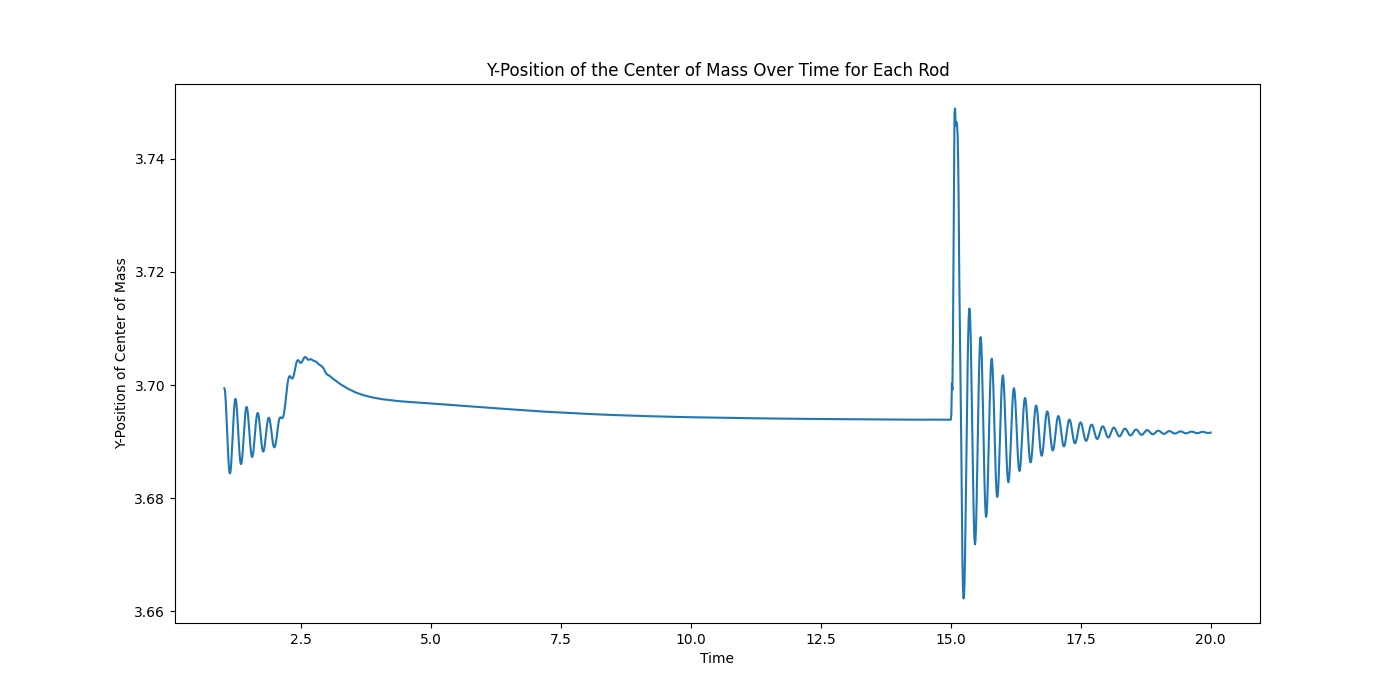 Y-Position of the Center of Mass Over Time for Each Rod
Y-Position of Center of Mass
3.74
3.72
3.70
3.68
3.66
2.5 5.0 7.5 10.0 12.5 15.0 17.5 20.0
Time